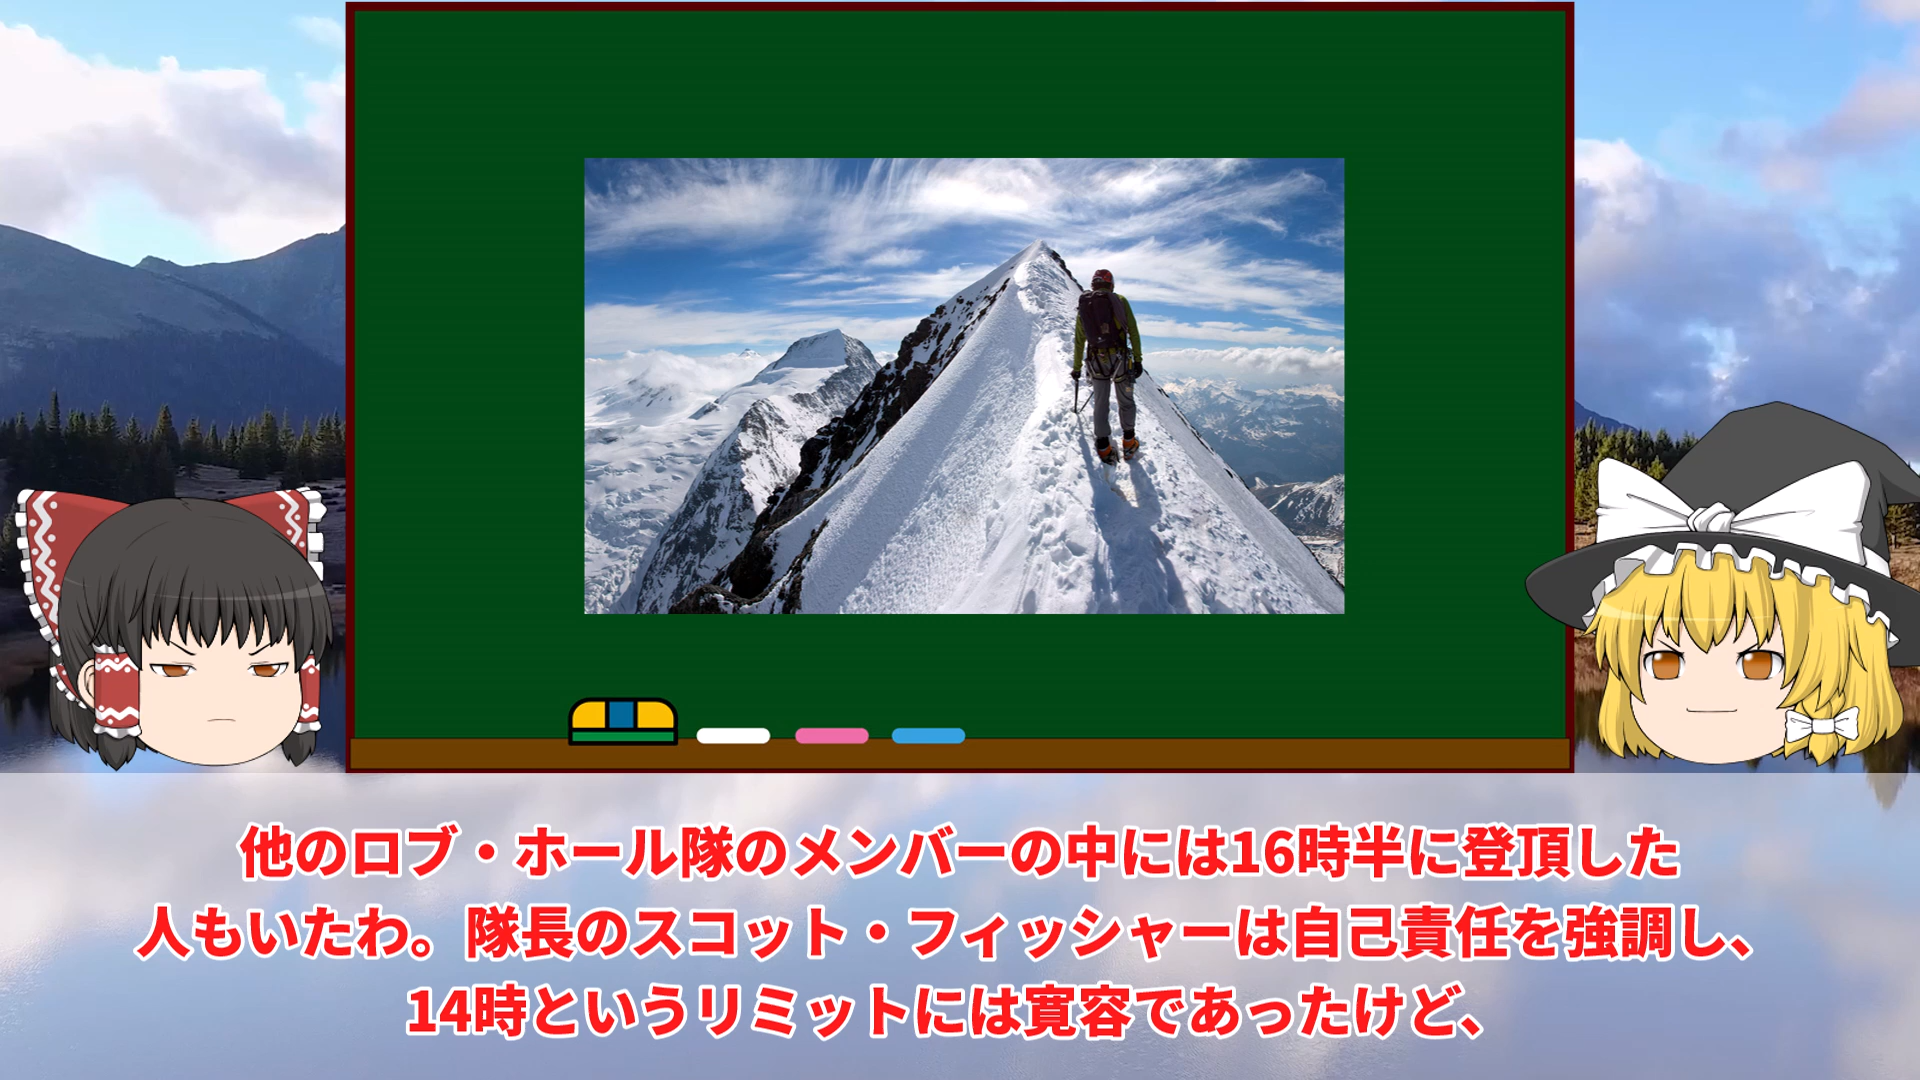 他のロブ・ホール隊のメンバーの中には16時半に登頂した
人もいたわ。隊長のスコット・フィッシャーは自己責任を強調し、
14時というリミットには寛容であったけど、